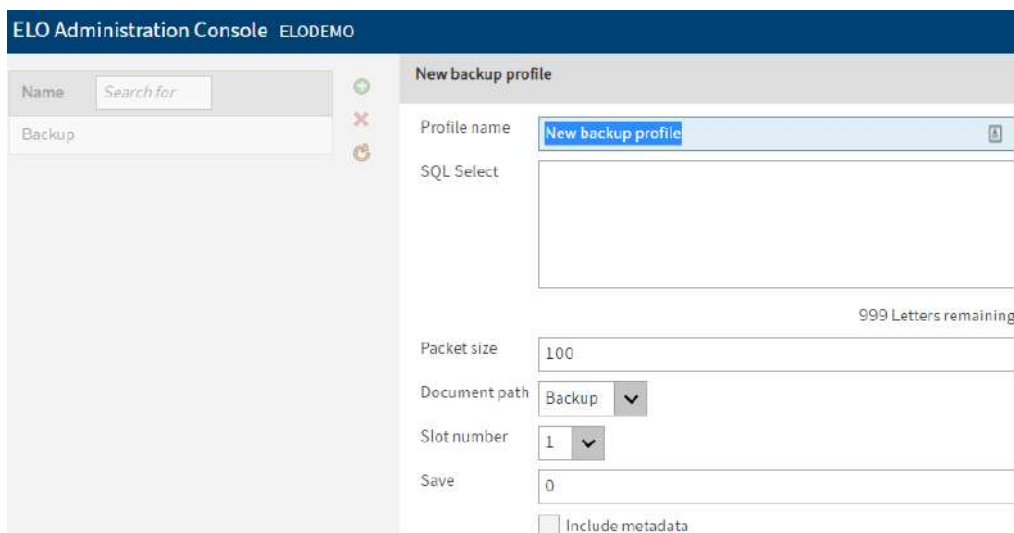 ELO Administration Console ELODEMO
Name Search for
Backup
New backup profile
Profile name New backup profile
SQL Select
999 Letters remaining
Packet size 100
Document path Backup
Slot number 1
Save 0
Include metadata